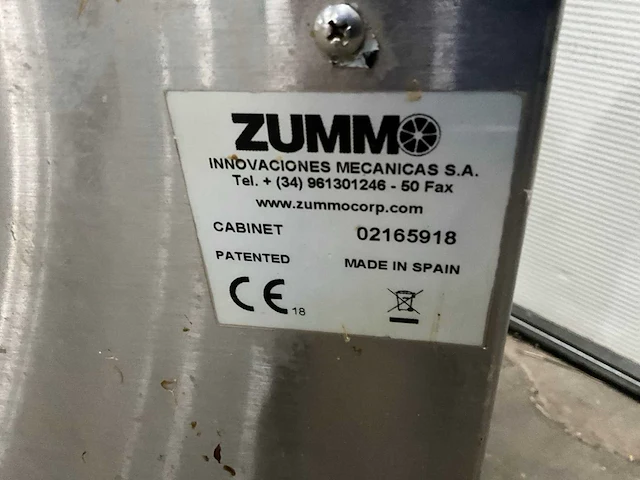 ZUMMO
INNOVACIONES MECANICAS S.A.
Tel. + (34) 961301246 - 50 Fax
www.zummocorp.com
CABINET 02165918
PATENTED MADE IN SPAIN
CE 18